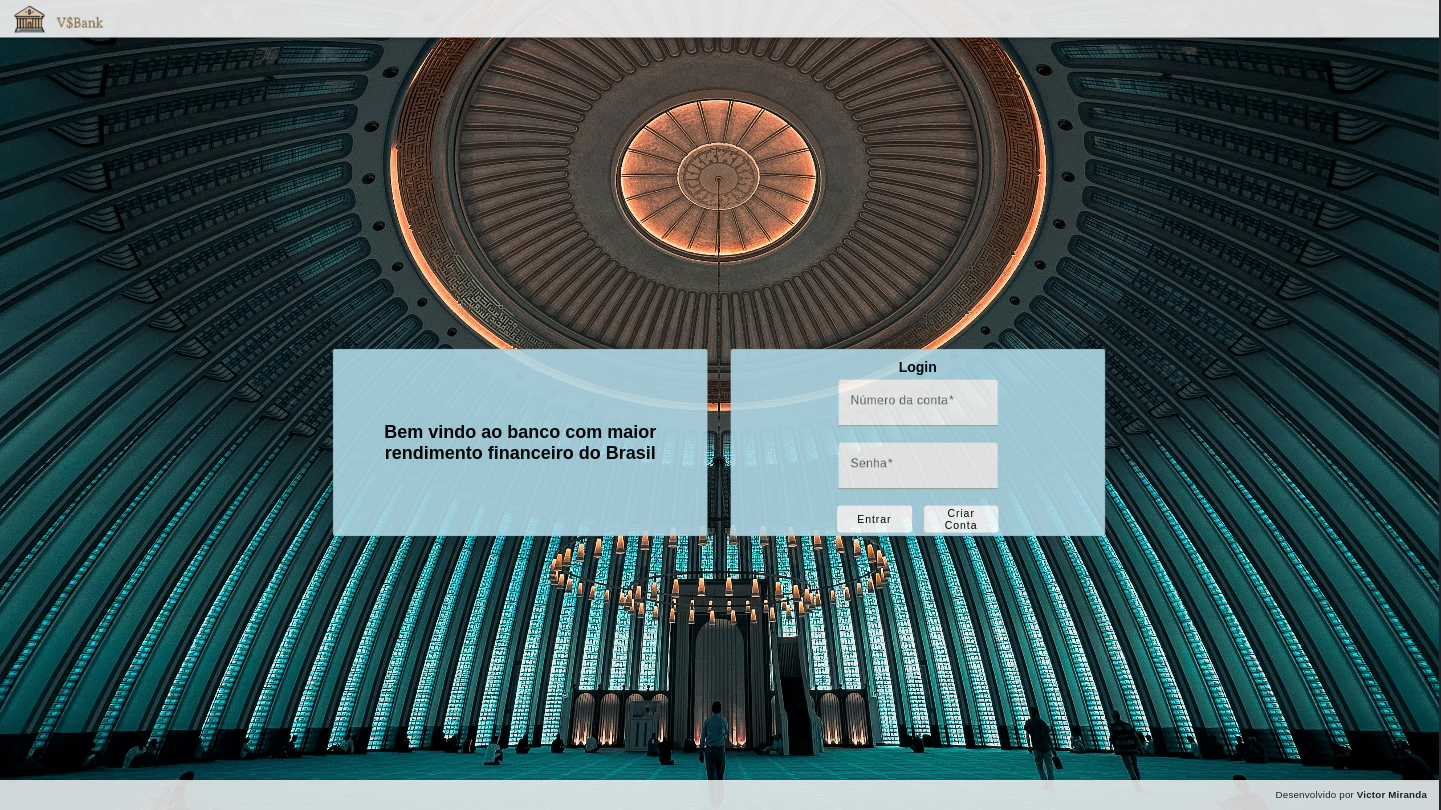 V$Bank
Bem vindo ao banco com maior
rendimento financeiro do Brasil
Login
Número da conta*
Senha*
Entrar
Criar
Conta
Desenvolvido por Victor Miranda